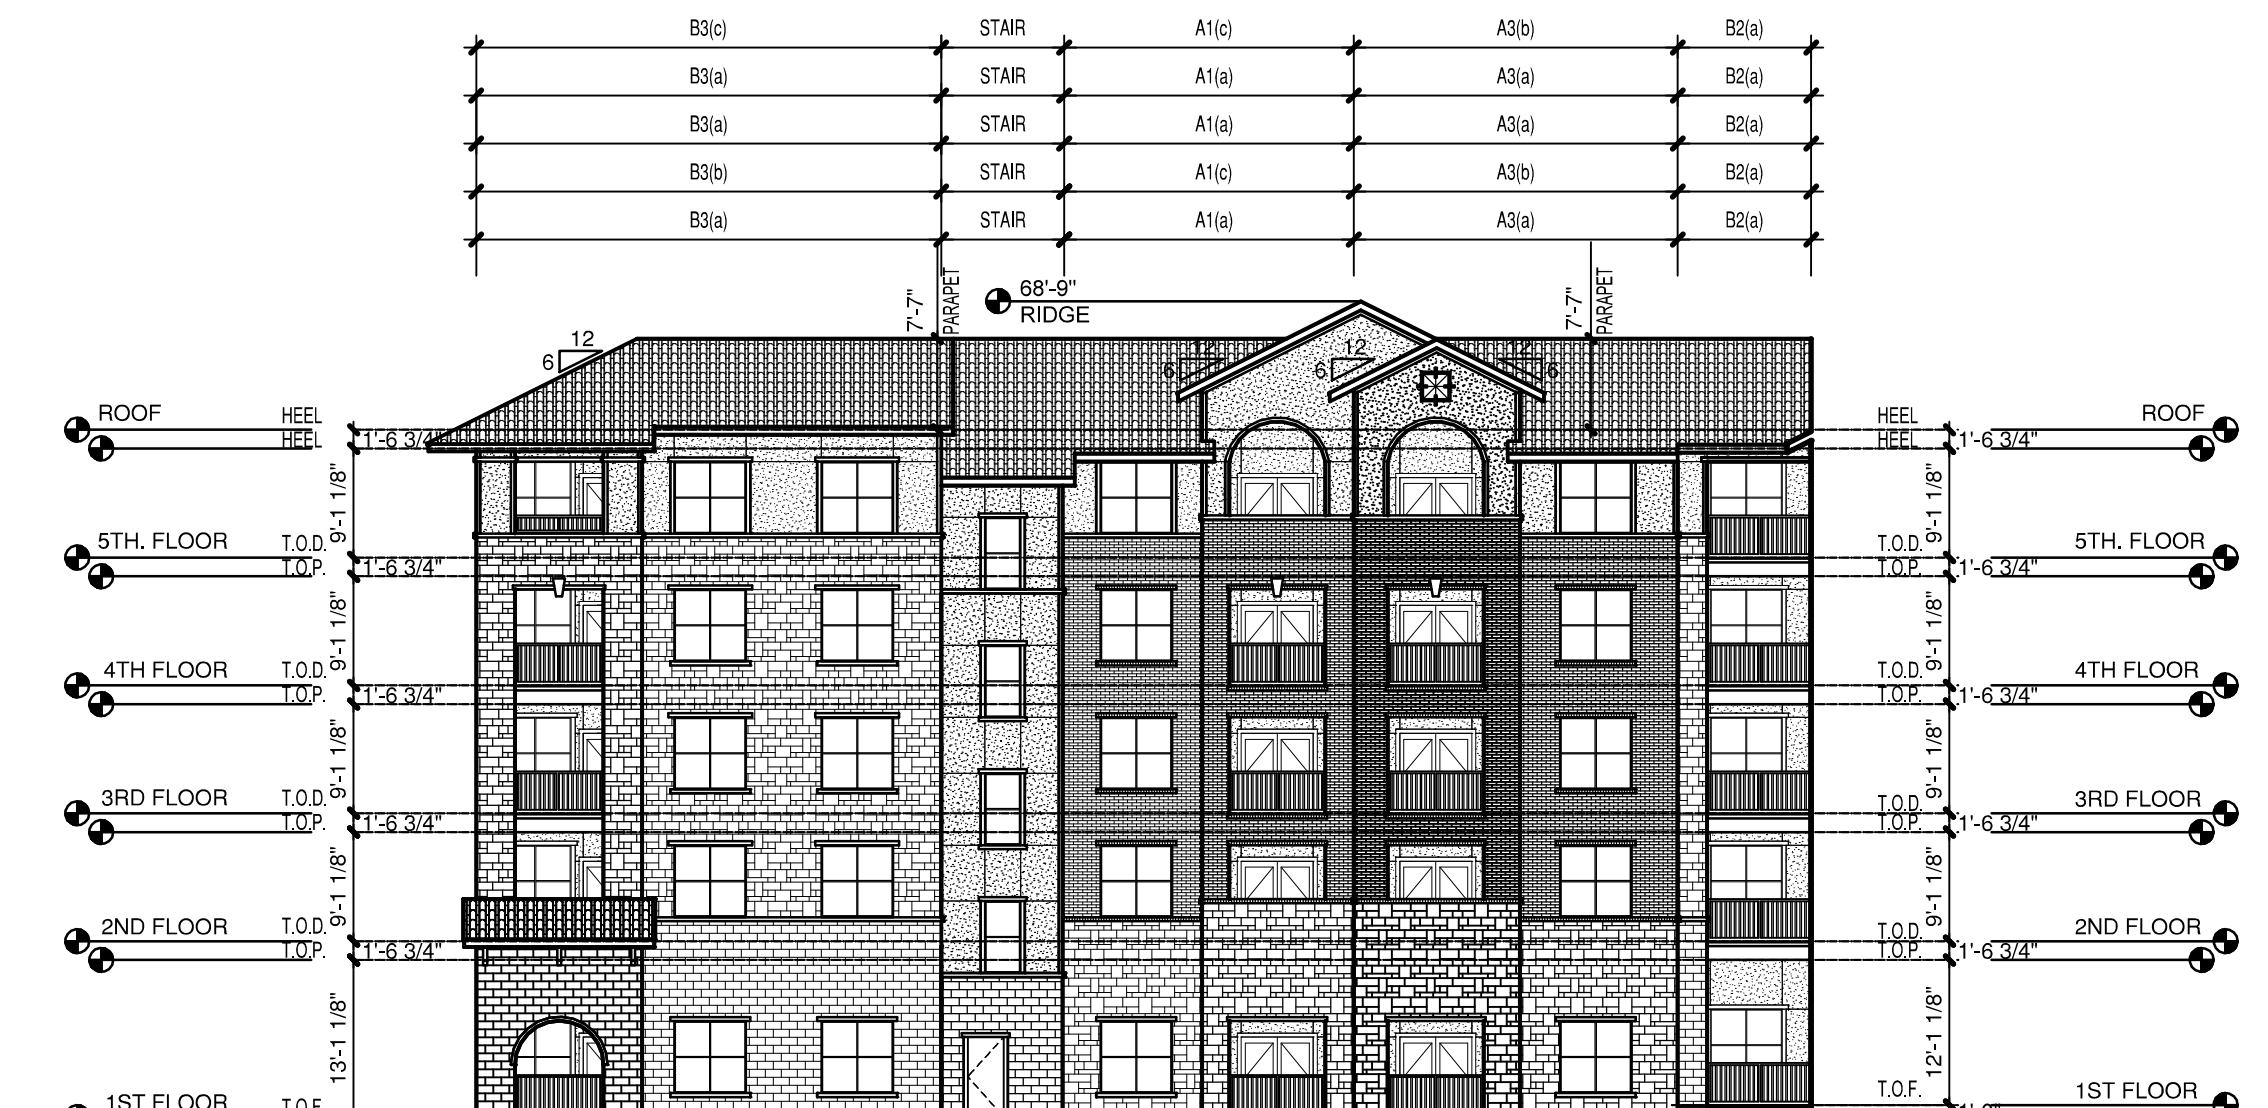 B3(c) STAIR A1(c) A3(b) B2(a)
B3(a) STAIR A1(a) A3(a) B2(a)
B3(a) STAIR A1(a) A3(a) B2(a)
B3(b) STAIR A1(c) A3(b) B2(a)
B3(a) STAIR A1(a) A3(a) B2(a)
7'-7" PARAPET
68'-9"
RIDGE
7'-7" PARAPET
12
6
12
6
12
6
12
6
ROOF HEEL
HEEL 1'-6 3/4"
9'-1 1/8"
5TH. FLOOR T.O.D.
T.O.P. 1'-6 3/4"
9'-1 1/8"
4TH FLOOR T.O.D.
T.O.P. 1'-6 3/4"
9'-1 1/8"
3RD FLOOR T.O.D.
T.O.P. 1'-6 3/4"
9'-1 1/8"
2ND FLOOR T.O.D.
T.O.P. 1'-6 3/4"
13'-1 1/8"
1ST FLOOR T.O.F.
HEEL ROOF
HEEL 1'-6 3/4"
9'-1 1/8"
T.O.D. 5TH. FLOOR
T.O.P. 1'-6 3/4"
9'-1 1/8"
T.O.D. 4TH FLOOR
T.O.P. 1'-6 3/4"
9'-1 1/8"
T.O.D. 3RD FLOOR
T.O.P. 1'-6 3/4"
9'-1 1/8"
T.O.D. 2ND FLOOR
T.O.P. 1'-6 3/4"
12'-1 1/8"
T.O.F. 1ST FLOOR